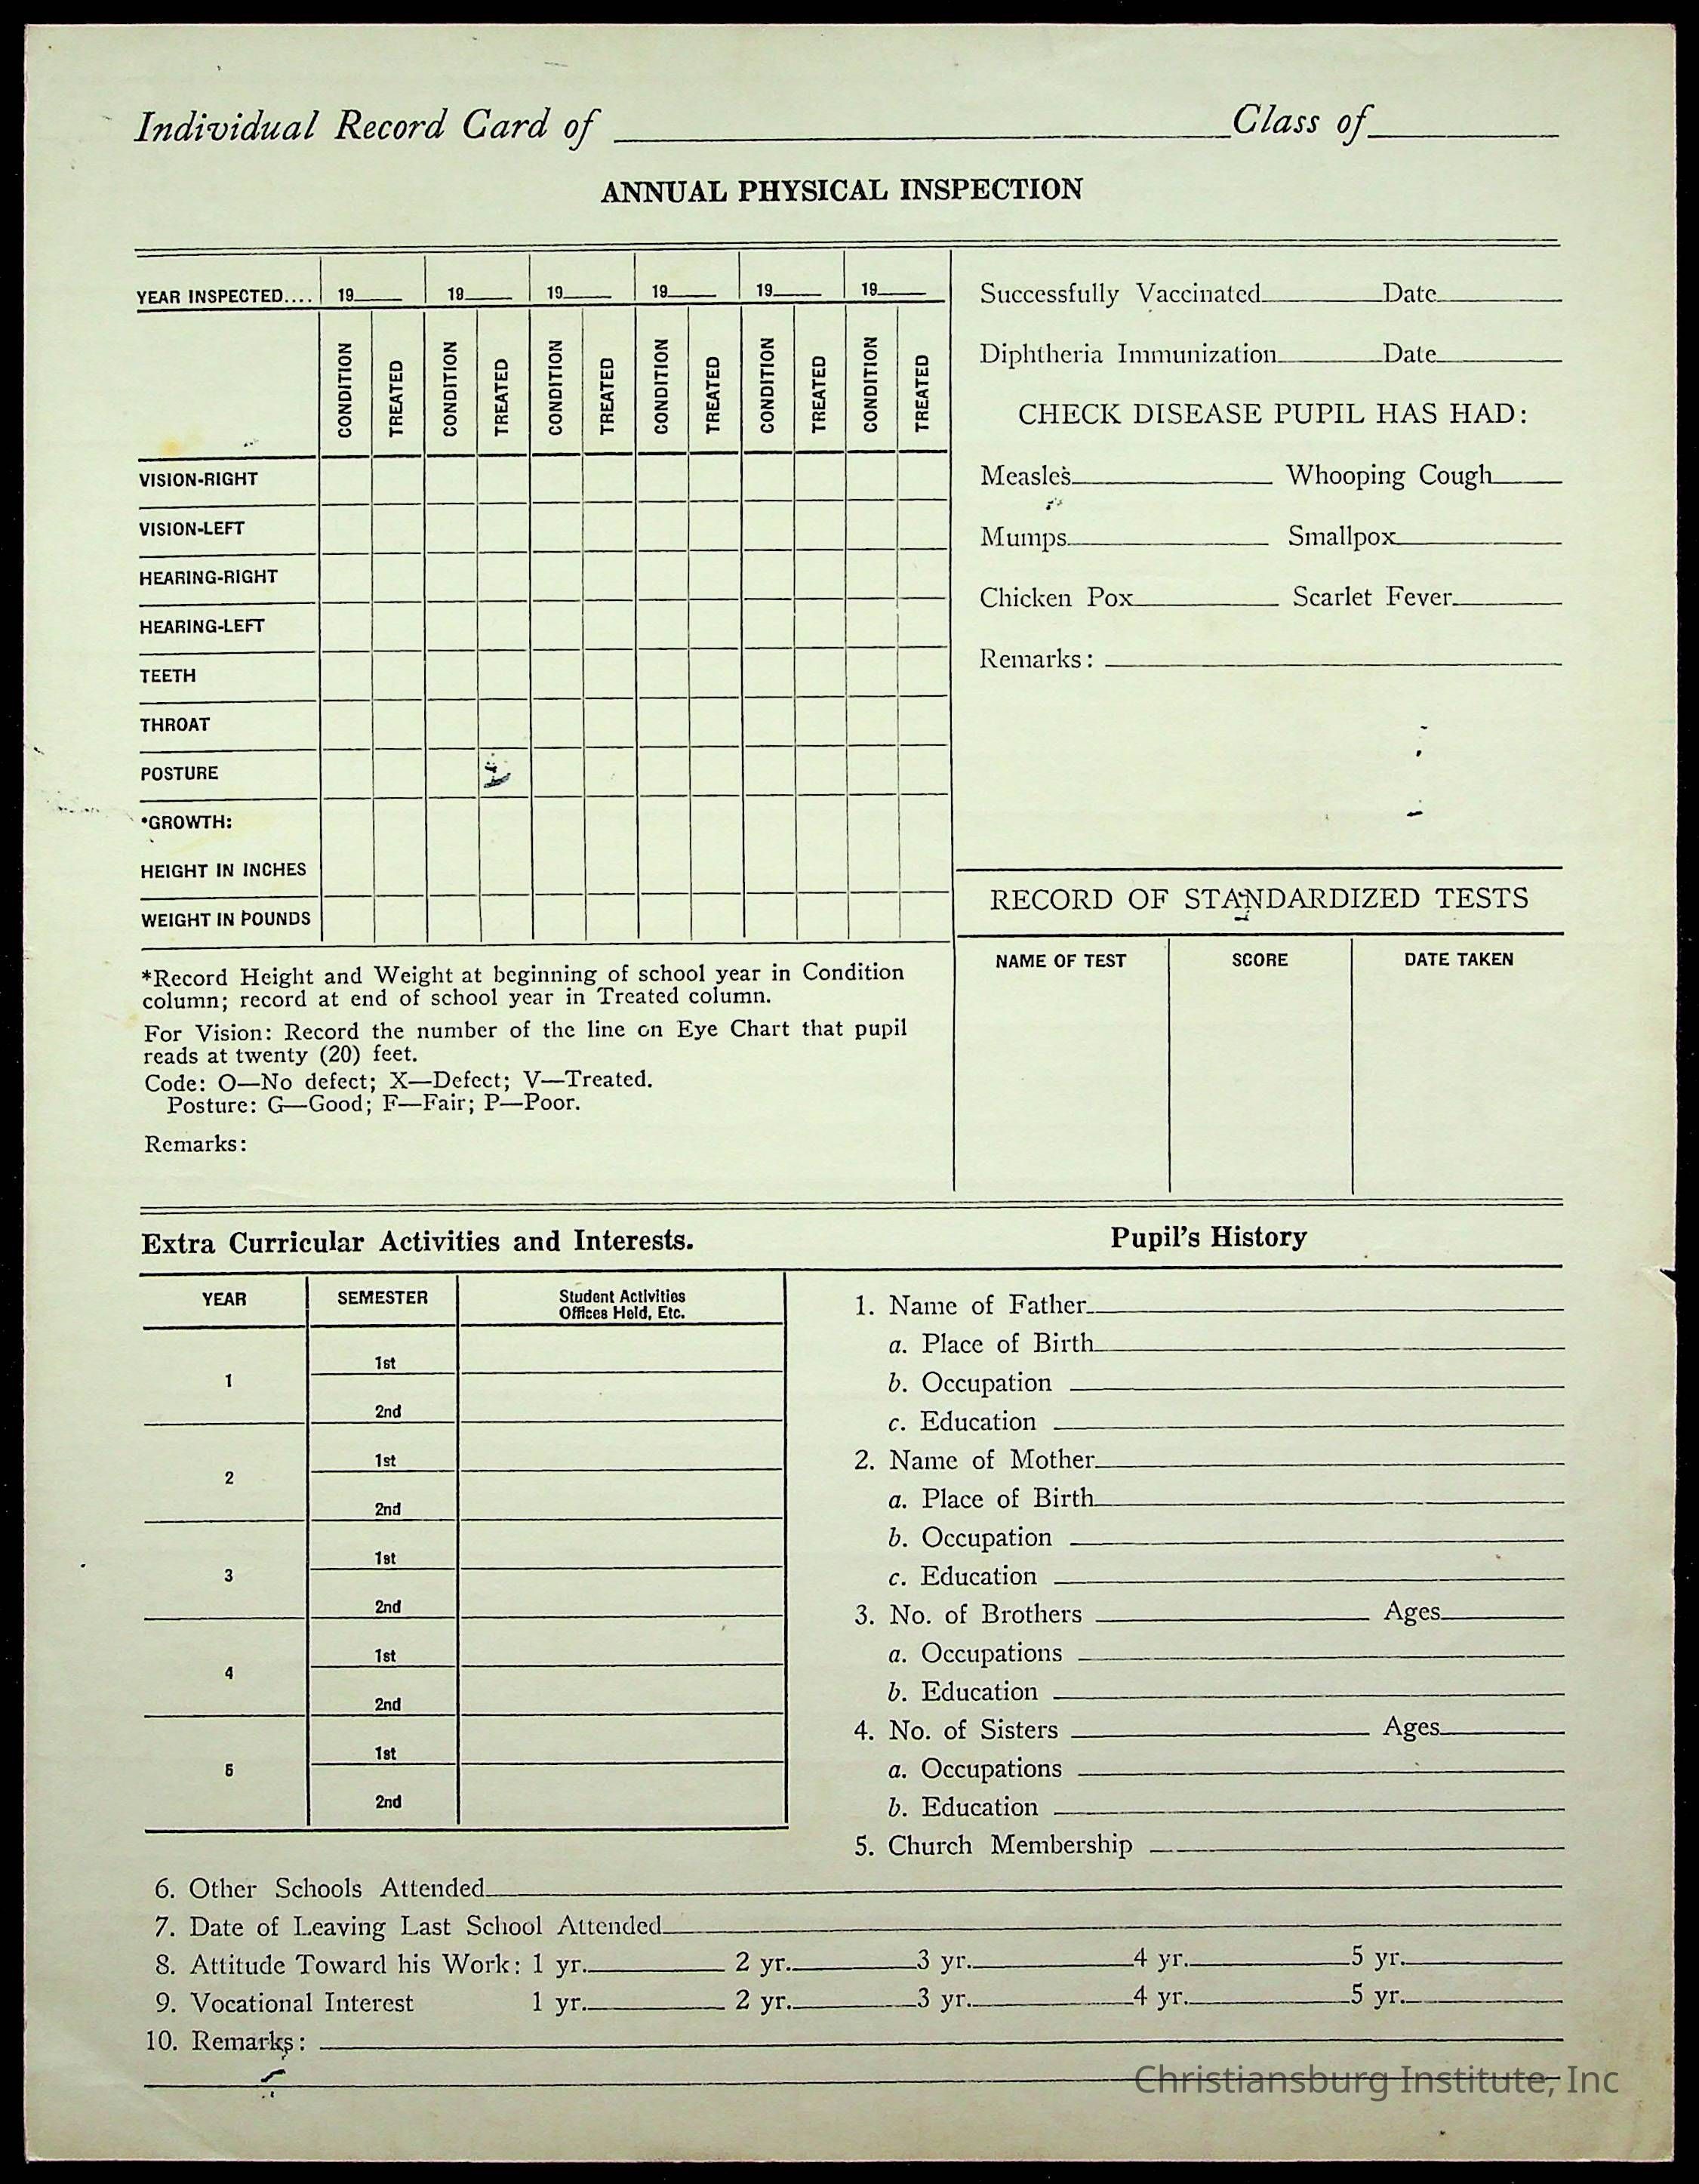 Individual Record Card of Class of
ANNUAL PHYSICAL INSPECTION
YEAR INSPECTED.... 19 19 19 19 19 19
CONDITION TREATED CONDITION TREATED CONDITION TREATED CONDITION TREATED CONDITION TREATED CONDITION TREATED
VISION-RIGHT
VISION-LEFT
HEARING-RIGHT
HEARING-LEFT
TEETH
THROAT
POSTURE
*GROWTH:
HEIGHT IN INCHES
WEIGHT IN POUNDS
*Record Height and Weight at beginning of school year in Condition
column; record at end of school year in Treated column.
For Vision: Record the number of the line on Eye Chart that pupil
reads at twenty (20) feet.
Code: O—No defect; X—Defect; V—Treated.
Posture: G—Good; F—Fair; P—Poor.
Remarks:
Successfully Vaccinated Date
Diphtheria Immunization Date
CHECK DISEASE PUPIL HAS HAD:
Measles Whooping Cough
Mumps Smallpox
Chicken Pox Scarlet Fever
Remarks:
RECORD OF STANDARDIZED TESTS
NAME OF TEST SCORE DATE TAKEN
Extra Curricular Activities and Interests.
YEAR SEMESTER Student Activities
Offices Held, Etc.
1 1st
2nd
2 1st
2nd
3 1st
2nd
4 1st
2nd
5 1st
2nd
Pupil's History
1. Name of Father
a. Place of Birth
b. Occupation
c. Education
2. Name of Mother
a. Place of Birth
b. Occupation
c. Education
3. No. of Brothers Ages
a. Occupations
b. Education
4. No. of Sisters Ages
a. Occupations
b. Education
5. Church Membership
6. Other Schools Attended
7. Date of Leaving Last School Attended
8. Attitude Toward his Work: 1 yr. 2 yr. 3 yr. 4 yr. 5 yr.
9. Vocational Interest 1 yr. 2 yr. 3 yr. 4 yr. 5 yr.
10. Remarks:
Christiansburg Institute, Inc